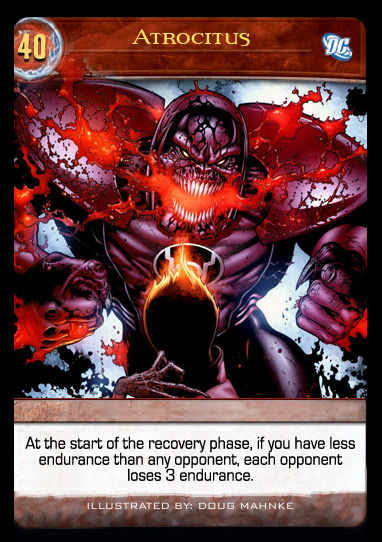 ATROCITUS
40
DC
At the start of the recovery phase, if you have less
endurance than any opponent, each opponent
loses 3 endurance.
ILLUSTRATED BY: DOUG MAHNKE